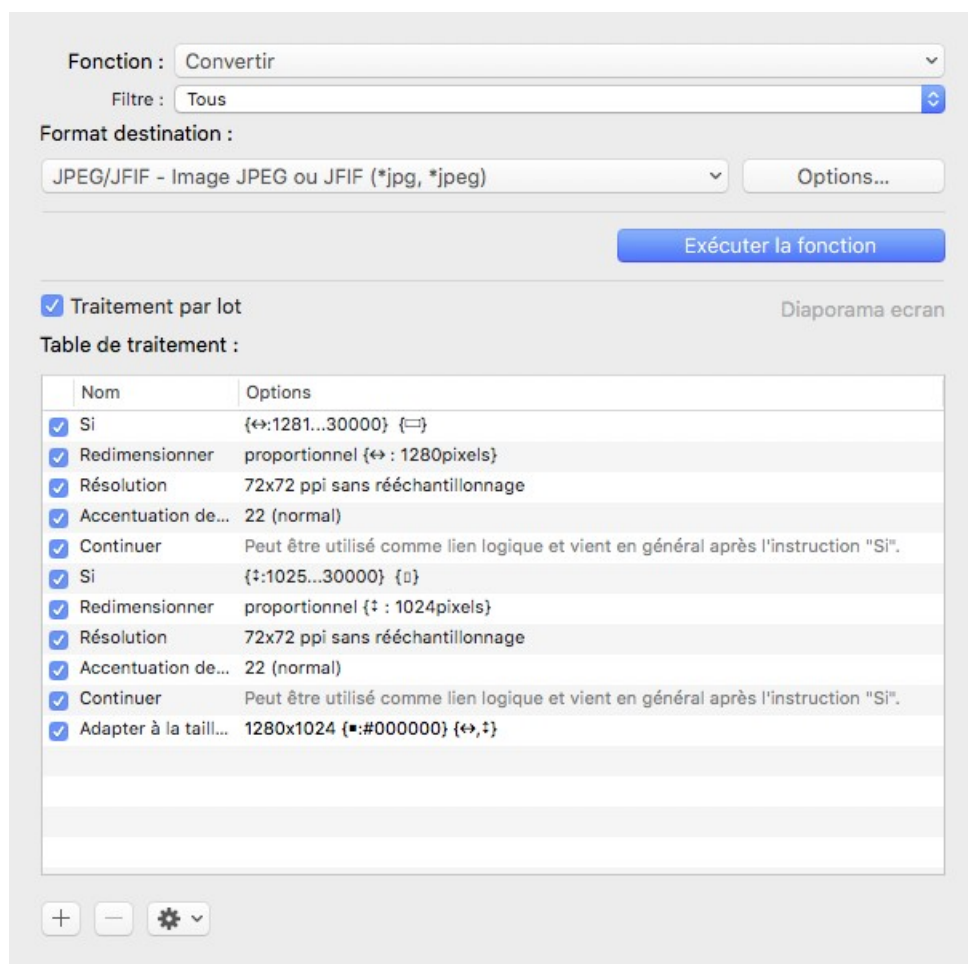 Fonction : Convertir
Filtre : Tous
Format destination :
JPEG/JFIF - Image JPEG ou JFIF (*jpg, *jpeg) Options...
Exécuter la fonction
Traitement par lot Diaporama ecran
Table de traitement :
Nom Options
Si {↔:1281...30000} {▭}
Redimensionner proportionnel {↔ : 1280pixels}
Résolution 72x72 ppi sans rééchantillonnage
Accentuation de... 22 (normal)
Continuer Peut être utilisé comme lien logique et vient en général après l'instruction "Si".
Si {↕:1025...30000} {▯}
Redimensionner proportionnel {↕ : 1024pixels}
Résolution 72x72 ppi sans rééchantillonnage
Accentuation de... 22 (normal)
Continuer Peut être utilisé comme lien logique et vient en général après l'instruction "Si".
Adapter à la taill... 1280x1024 {▪:#000000} {↔,↕}